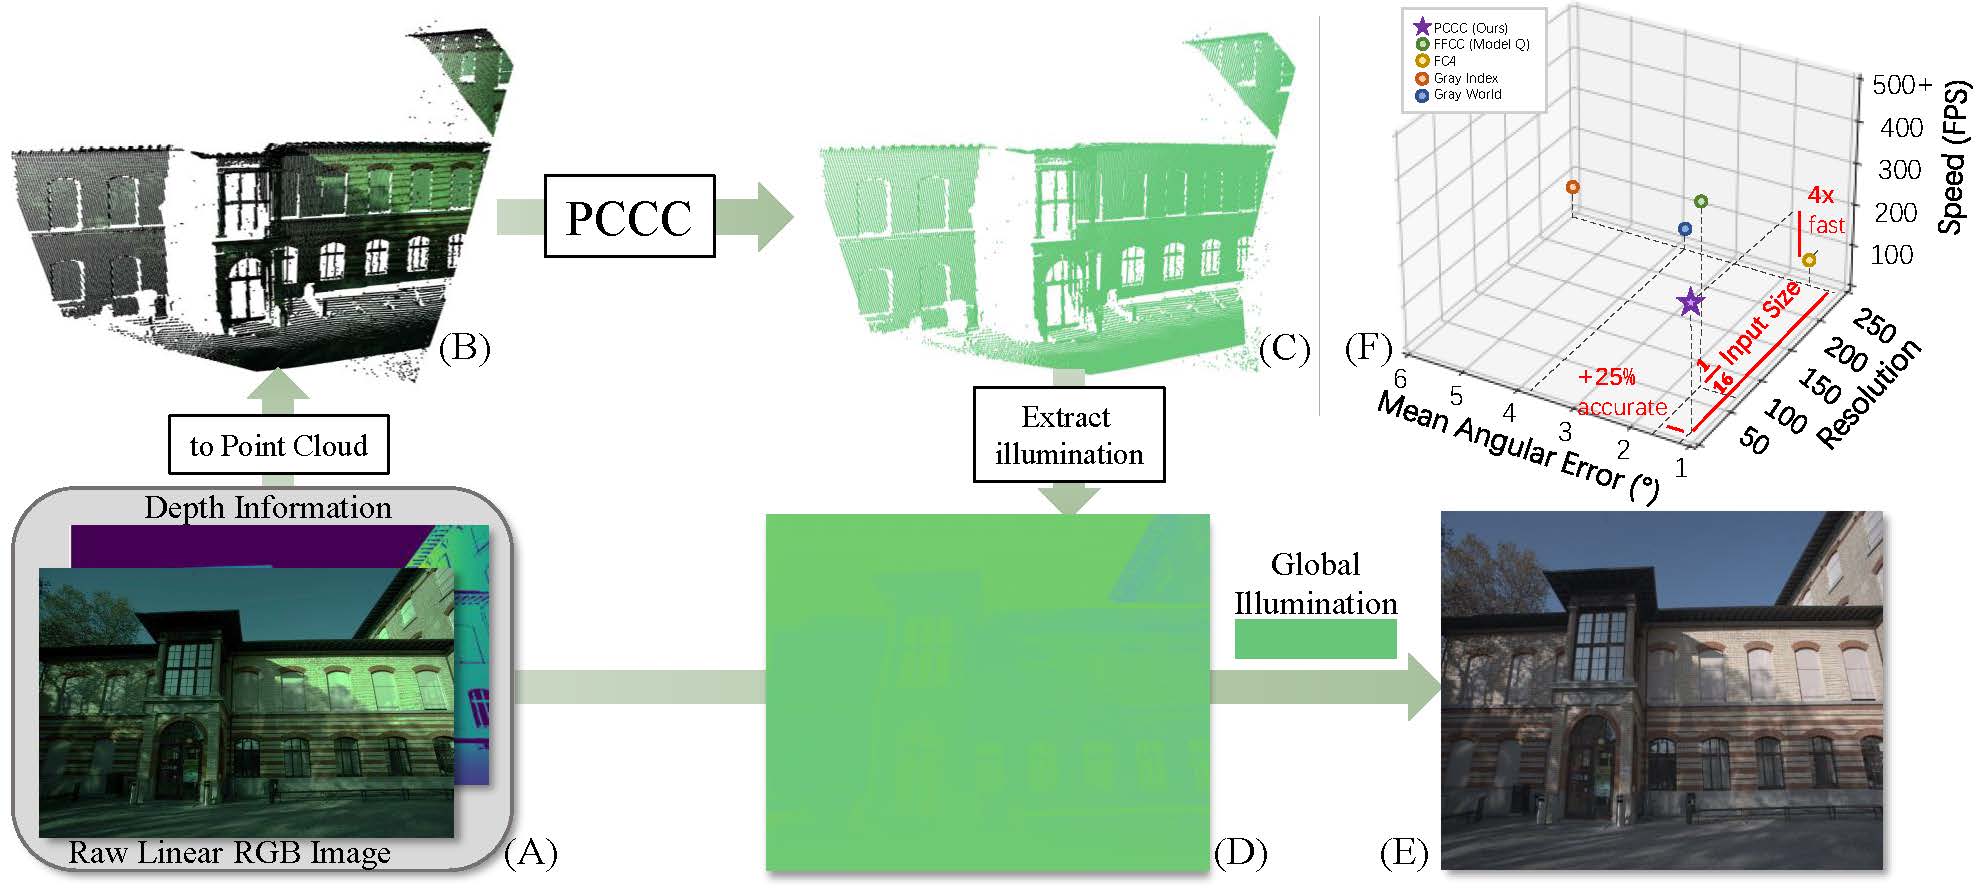 (B)
PCCC
(C)
to Point Cloud
Depth Information
Raw Linear RGB Image
(A)
Extract
illumination
(D)
Global
Illumination
(E)
(F)
PCCC (Ours)
FFCC (Model Q)
FC4
Gray Index
Gray World
500+
400
300
200
100
Speed (FPS)
4x
fast
1/16 Input Size
+25%
accurate
6
5
4
3
2
1
Mean Angular Error (°)
250
200
150
100
50
Resolution